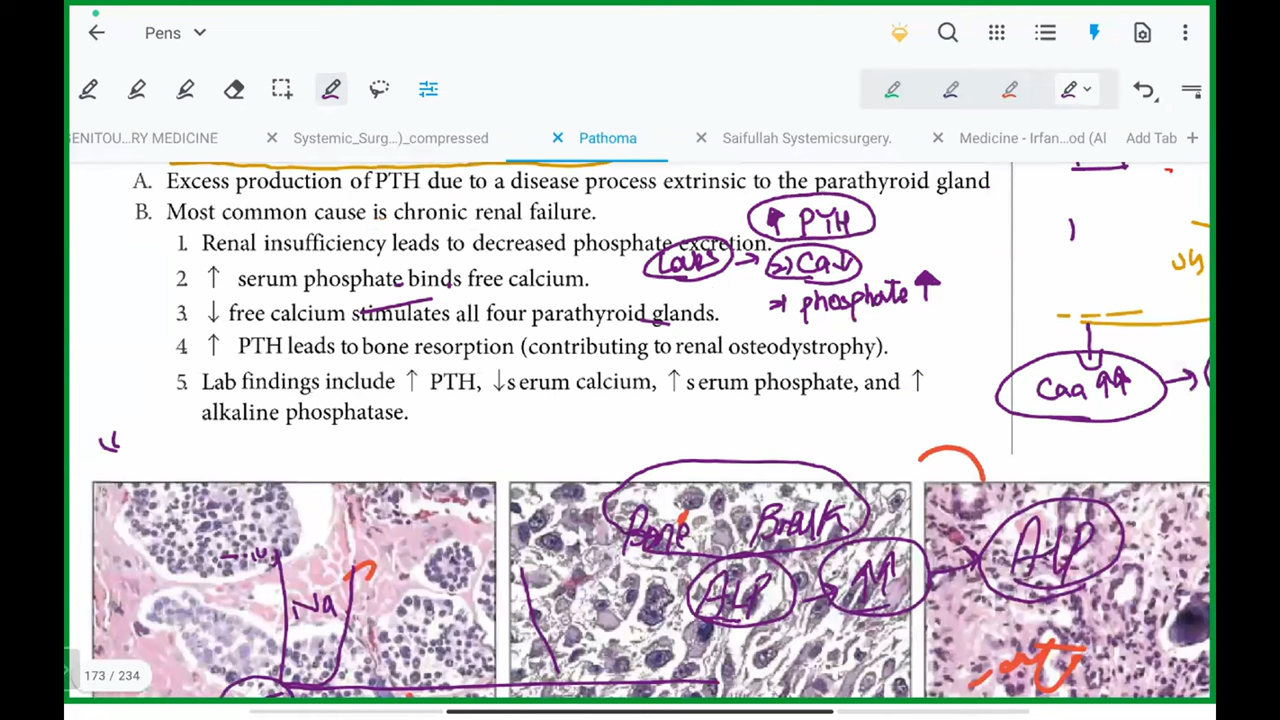 Pens
GENITOU...RY MEDICINE
Systemic_Surg...)_compressed
Pathoma
Saifullah Systemicsurgery.
Medicine - Irfan...od (Al
Add Tab
A. Excess production of PTH due to a disease process extrinsic to the parathyroid gland
B. Most common cause is chronic renal failure.
↑ PTH
1. Renal insufficiency leads to decreased phosphate excretion.
Ca↓
2. ↑ serum phosphate binds free calcium.
⇒ phosphate ↑
3. ↓ free calcium stimulates all four parathyroid glands.
4. ↑ PTH leads to bone resorption (contributing to renal osteodystrophy).
Caa ↑↑ →
5. Lab findings include ↑ PTH, ↓serum calcium, ↑ serum phosphate, and ↑
alkaline phosphatase.
Bone Break
ALP → ↑↑ → ALP
Na
173 / 234